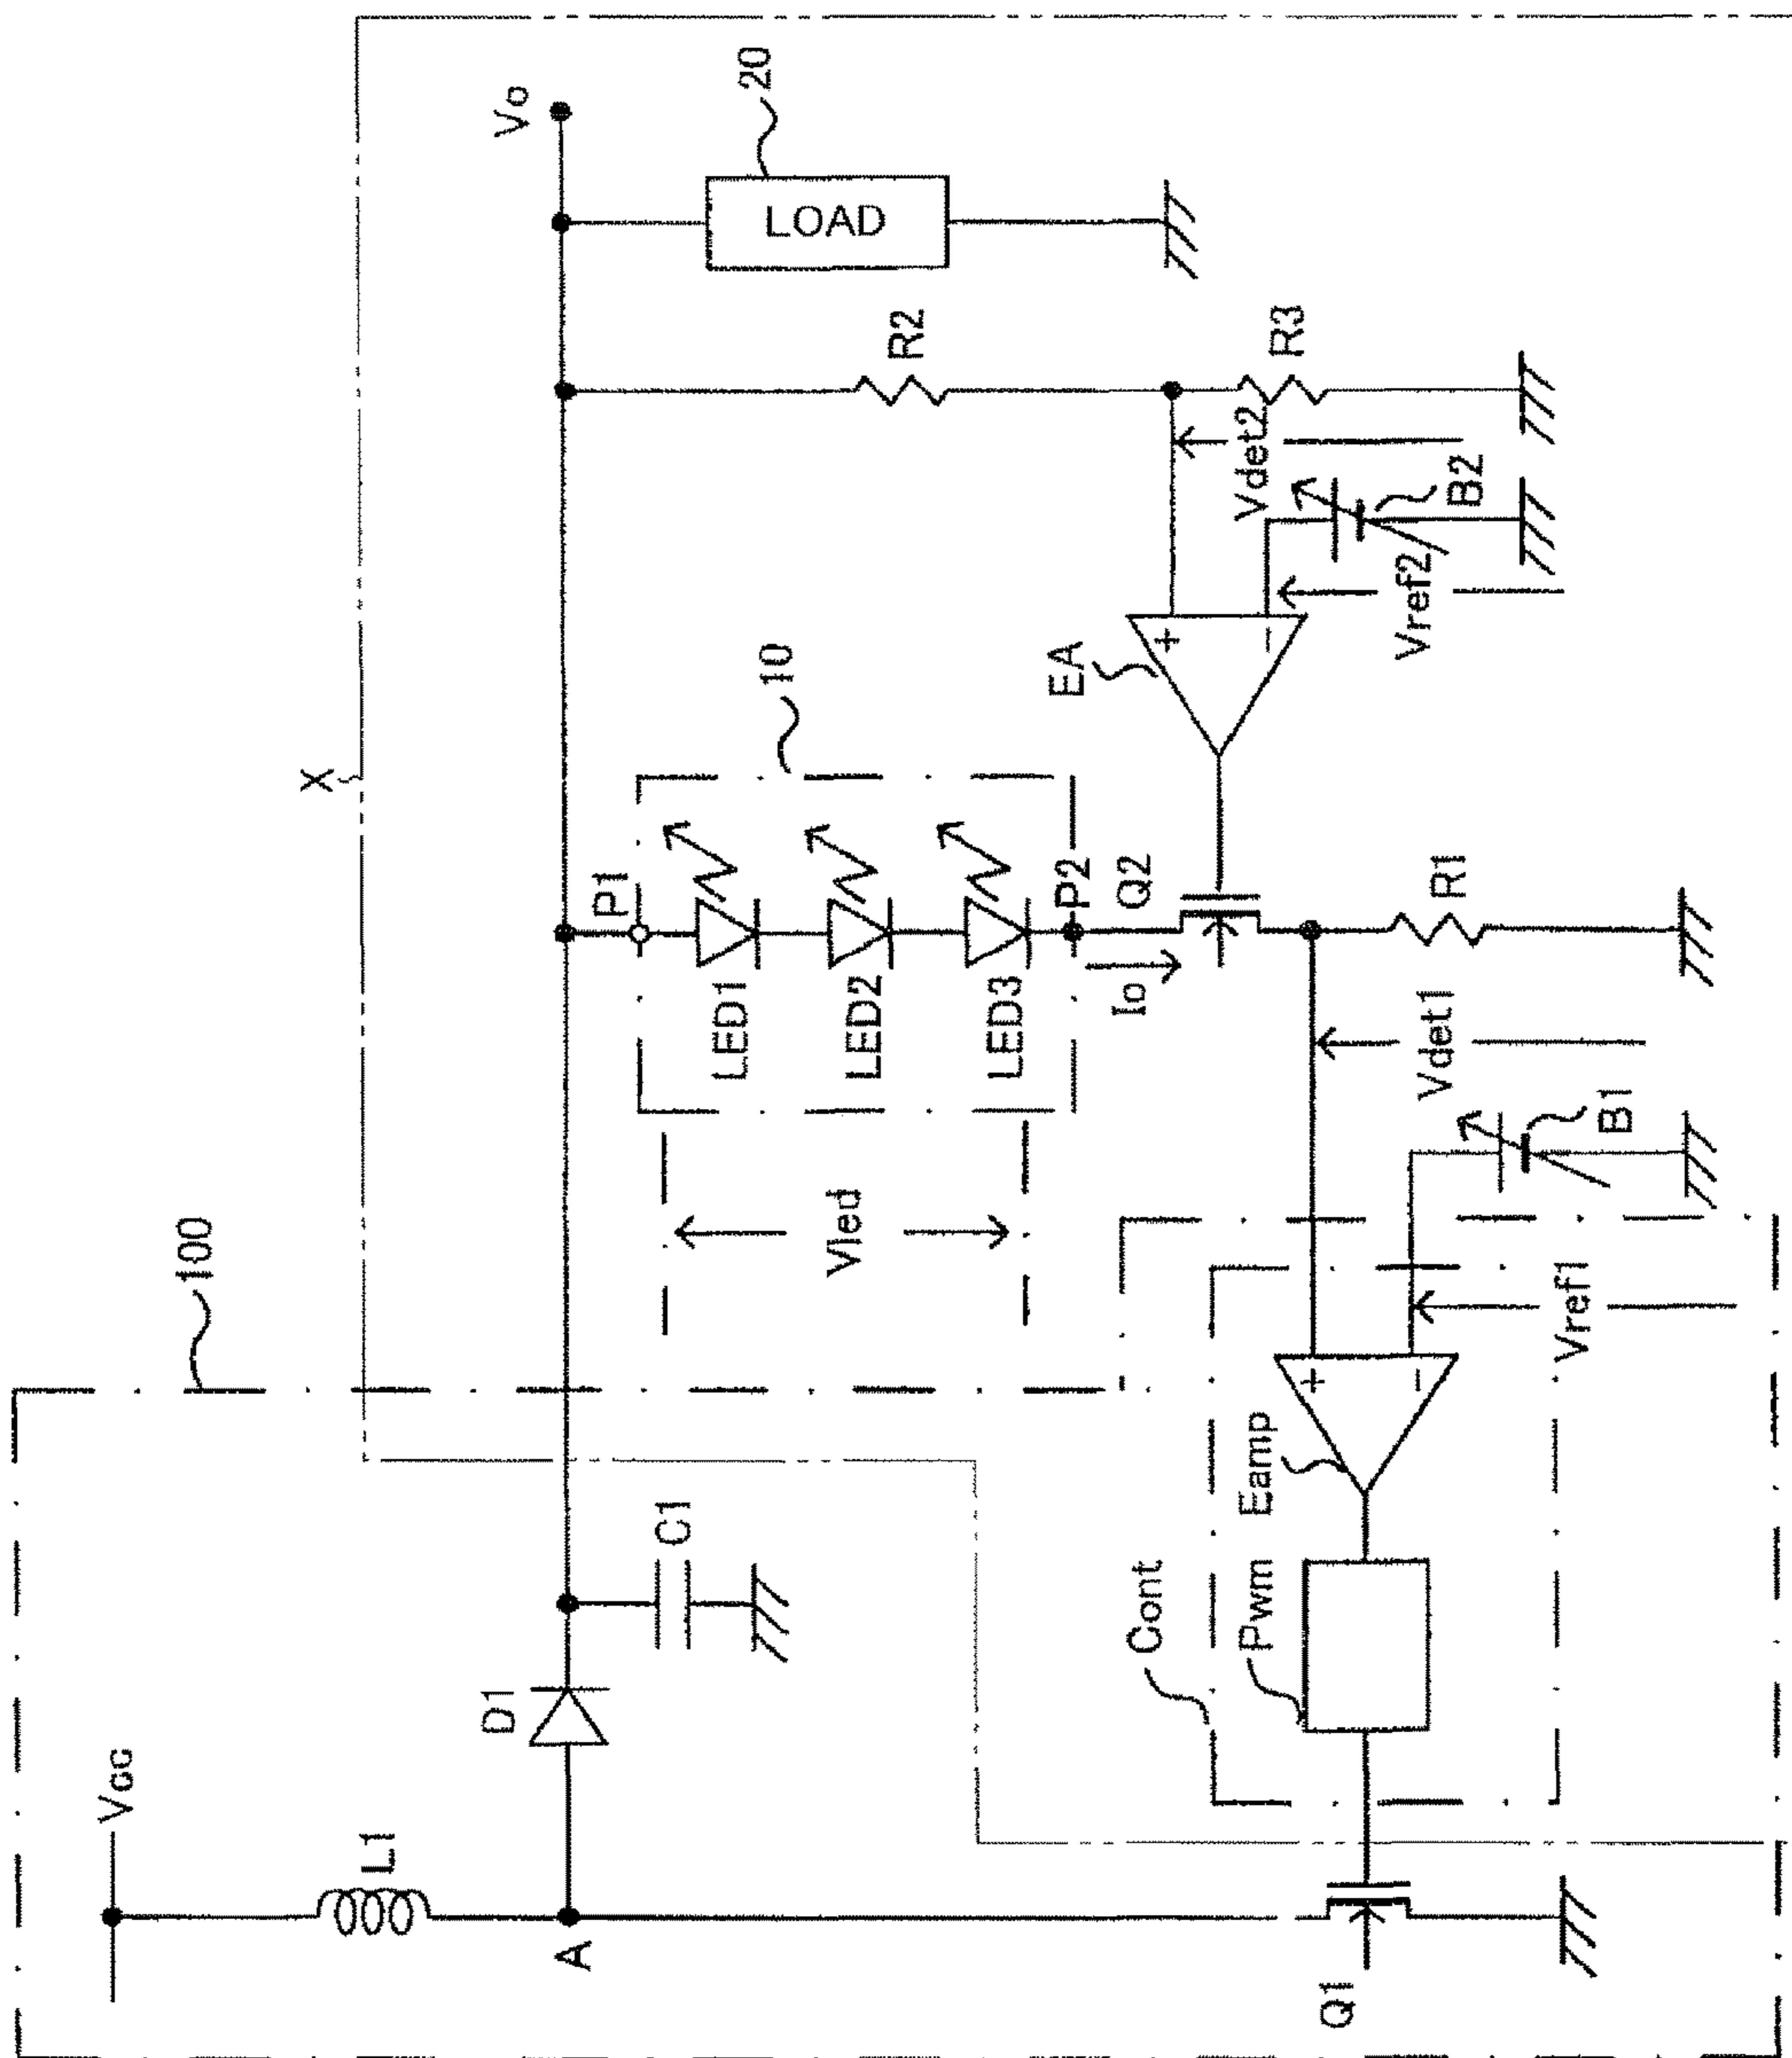 100
X
Vcc
L1
A
D1
C1
Vo
20
LOAD
R2
R3
Vdet2
B2
Vref2
EA
+
−
10
P1
LED1
LED2
LED3
Vled
P2
Q2
Io
R1
Vdet1
B1
Vref1
+
−
Eamp
Cont
Pwm
Q1